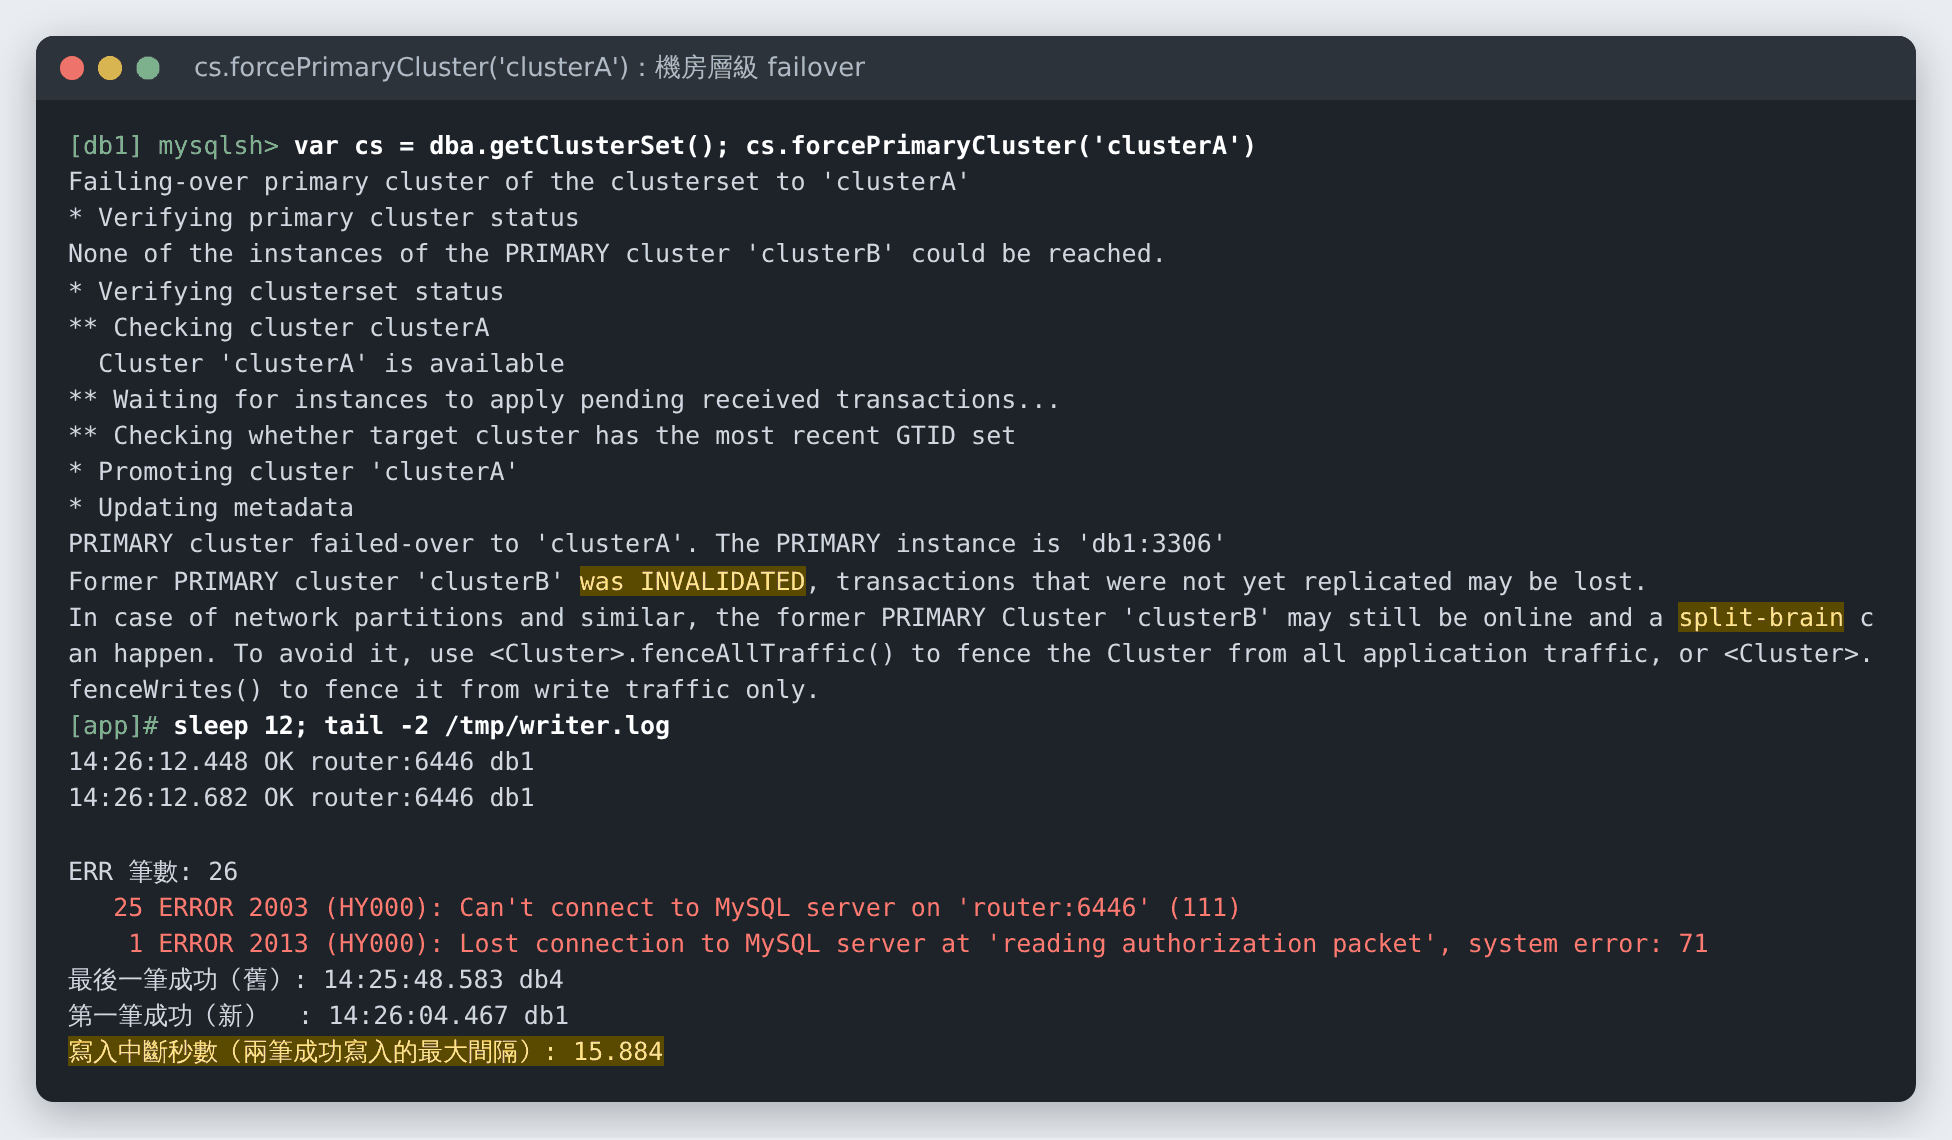 cs.forcePrimaryCluster('clusterA')：機房層級 failover
[db1] mysqlsh> var cs = dba.getClusterSet(); cs.forcePrimaryCluster('clusterA')
Failing-over primary cluster of the clusterset to 'clusterA'
* Verifying primary cluster status
None of the instances of the PRIMARY cluster 'clusterB' could be reached.
* Verifying clusterset status
** Checking cluster clusterA
  Cluster 'clusterA' is available
** Waiting for instances to apply pending received transactions...
** Checking whether target cluster has the most recent GTID set
* Promoting cluster 'clusterA'
* Updating metadata
PRIMARY cluster failed-over to 'clusterA'. The PRIMARY instance is 'db1:3306'
Former PRIMARY cluster 'clusterB' was INVALIDATED, transactions that were not yet replicated may be lost.
In case of network partitions and similar, the former PRIMARY Cluster 'clusterB' may still be online and a split-brain c
an happen. To avoid it, use <Cluster>.fenceAllTraffic() to fence the Cluster from all application traffic, or <Cluster>.
fenceWrites() to fence it from write traffic only.
[app]# sleep 12; tail -2 /tmp/writer.log
14:26:12.448 OK router:6446 db1
14:26:12.682 OK router:6446 db1
ERR 筆數: 26
   25 ERROR 2003 (HY000): Can't connect to MySQL server on 'router:6446' (111)
    1 ERROR 2013 (HY000): Lost connection to MySQL server at 'reading authorization packet', system error: 71
最後一筆成功（舊）: 14:25:48.583 db4
第一筆成功（新）  : 14:26:04.467 db1
寫入中斷秒數（兩筆成功寫入的最大間隔）: 15.884